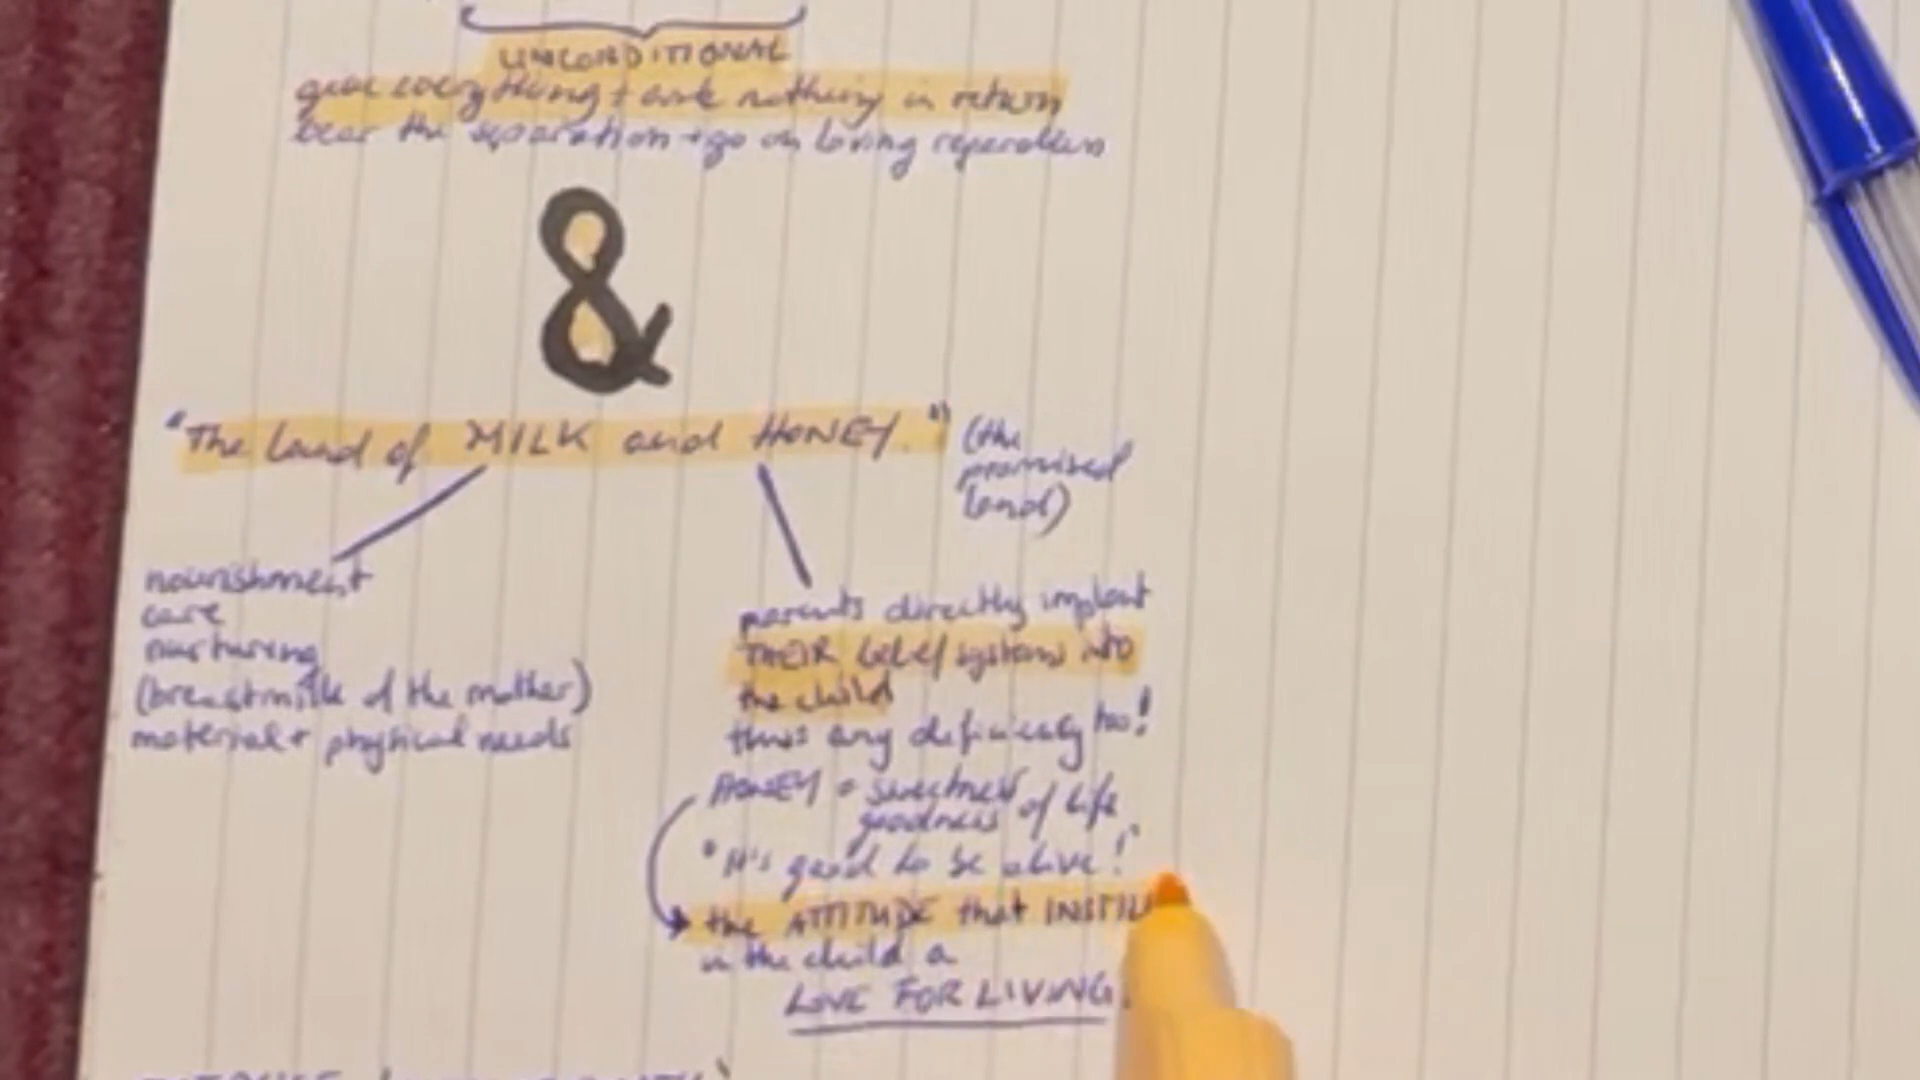 UNCONDITIONAL
give everything + ask nothing in return
bear the separation + go on loving regardless
&
"The land of MILK and HONEY." (the promised land)
nourishment
care
nurturing
(breastmilk of the mother)
material + physical needs
parents directly implant
THEIR belief systems into
the child
thus any deficiency too!
HONEY = sweetness of life
goodness
"It's good to be alive!"
the ATTITUDE that
in the child a
LOVE FOR LIVING.